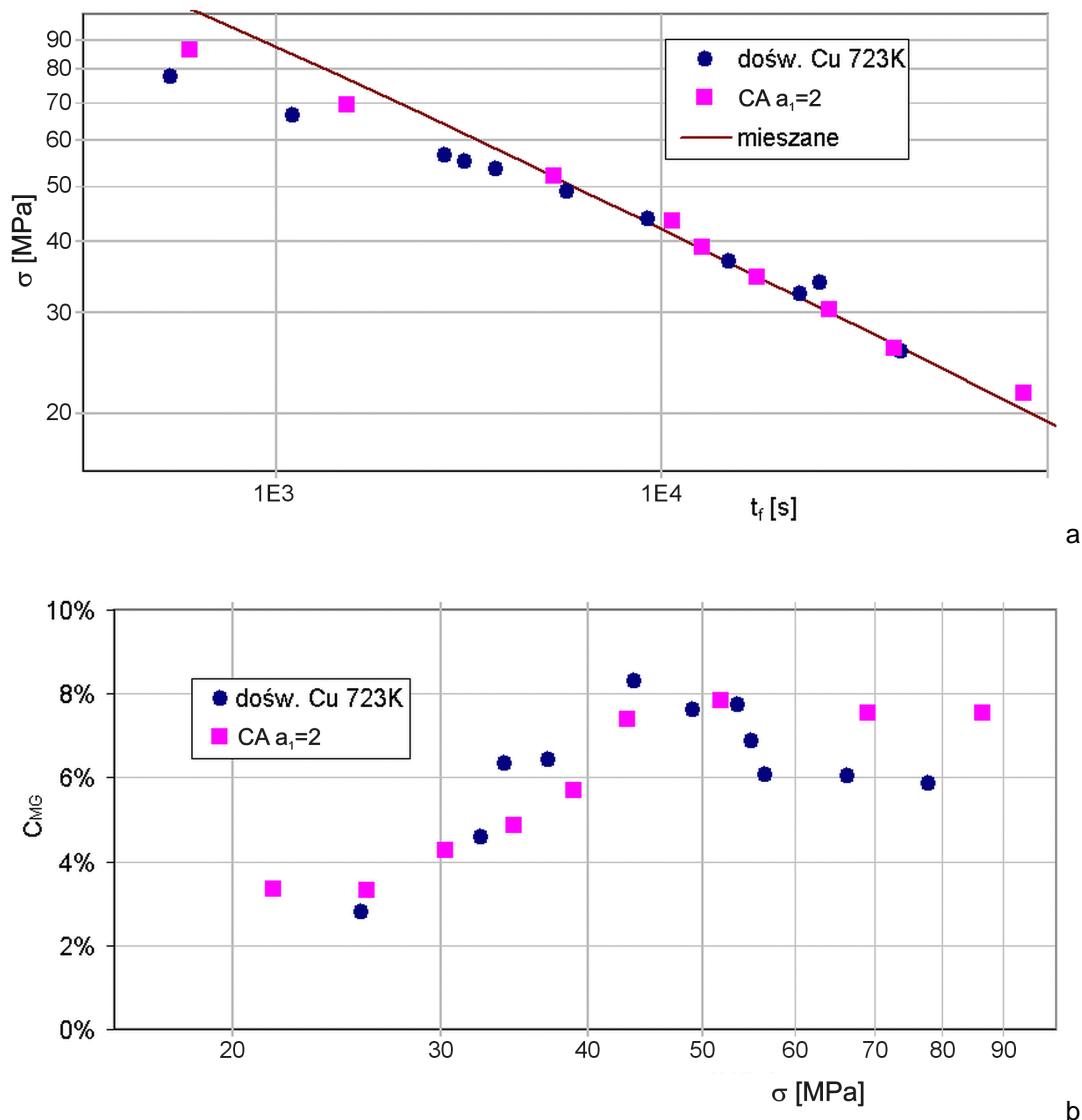 90
80
70
60
50
40
30
20
σ [MPa]
dośw. Cu 723K
CA a₁=2
mieszane
1E3
1E4
t_f [s]
a
10%
8%
6%
4%
2%
0%
C_MG
dośw. Cu 723K
CA a₁=2
20 30 40 50 60 70 80 90
σ [MPa]
b